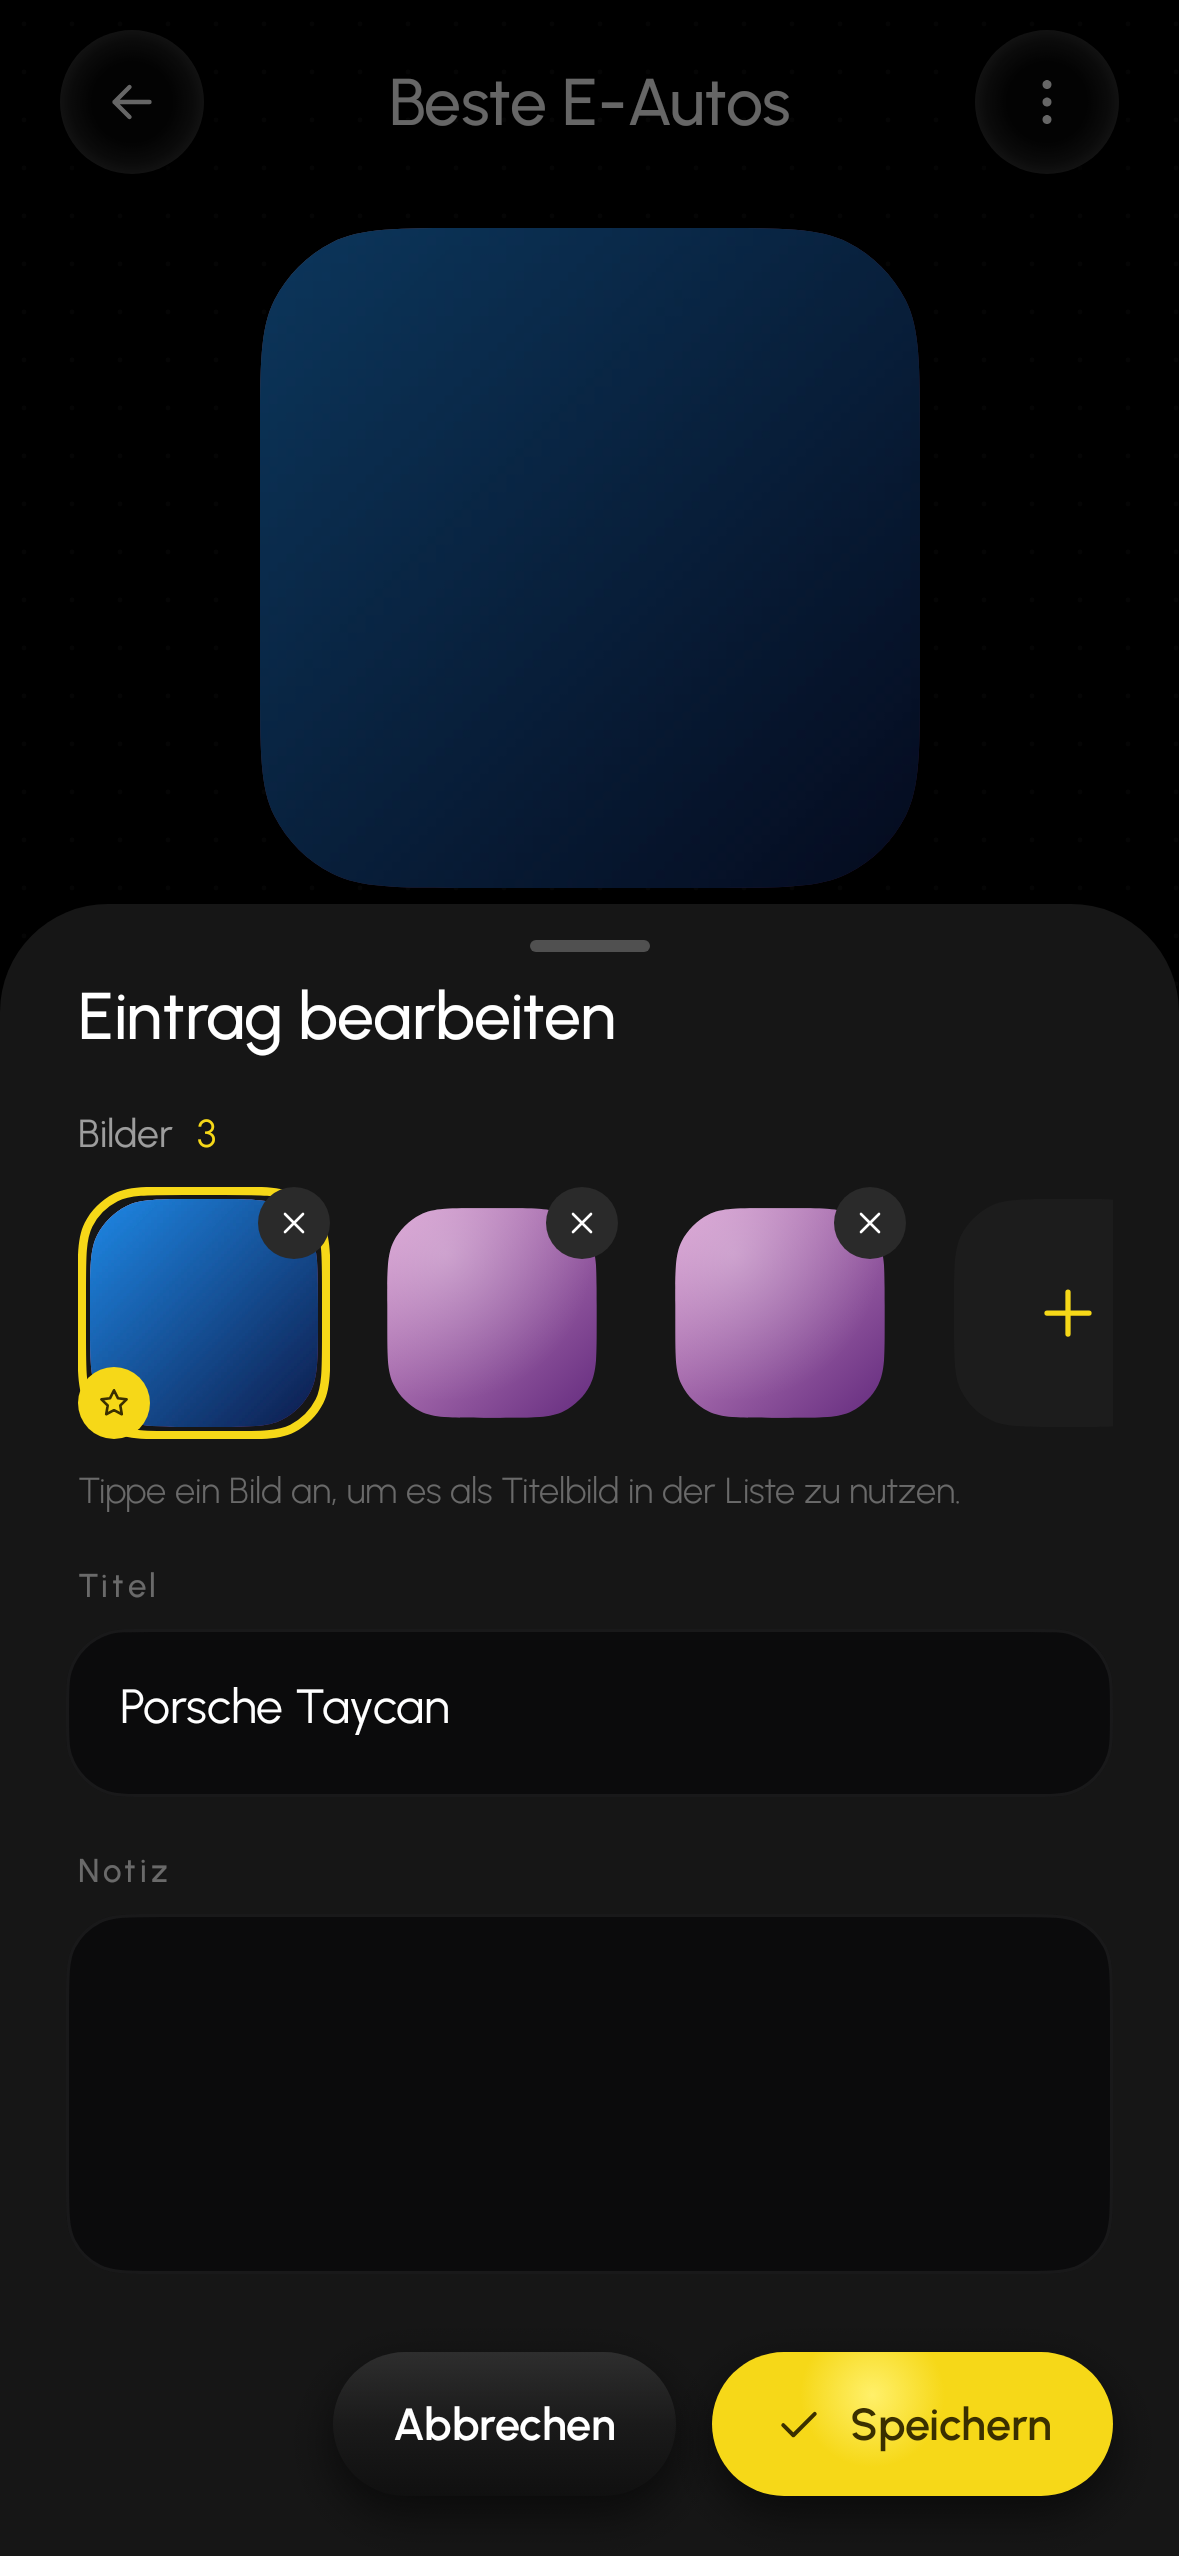 Beste E-Autos
Eintrag bearbeiten
Bilder 3
Tippe ein Bild an, um es als Titelbild in der Liste zu nutzen.
Titel
Porsche Taycan
Notiz
Abbrechen
Speichern